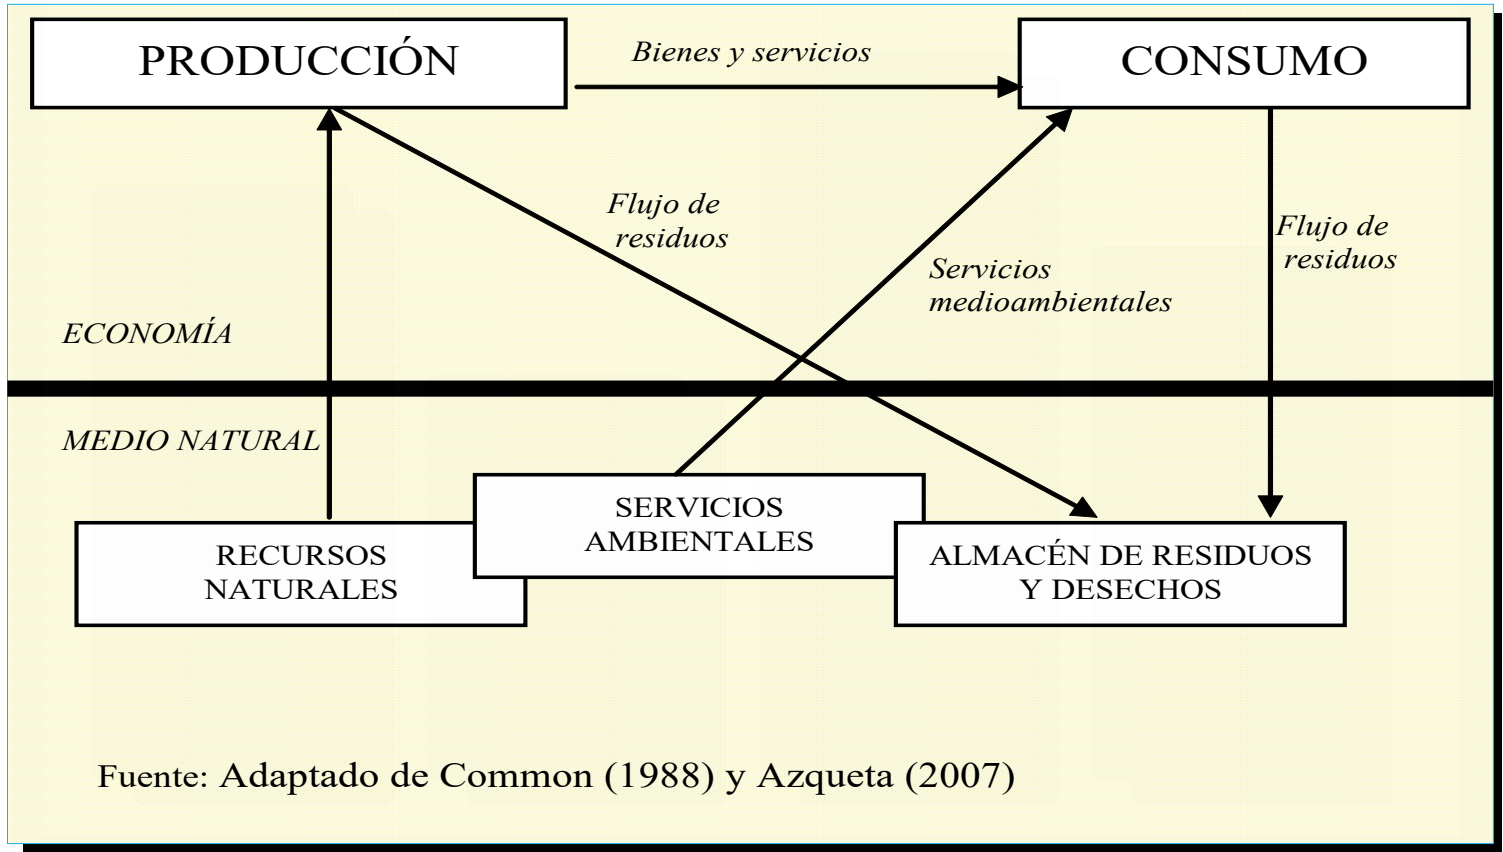 PRODUCCIÓN
Bienes y servicios
CONSUMO
Flujo de
residuos
Flujo de
residuos
Servicios
medioambientales
ECONOMÍA
MEDIO NATURAL
SERVICIOS
AMBIENTALES
RECURSOS
NATURALES
ALMACÉN DE RESIDUOS
Y DESECHOS
Fuente: Adaptado de Common (1988) y Azqueta (2007)